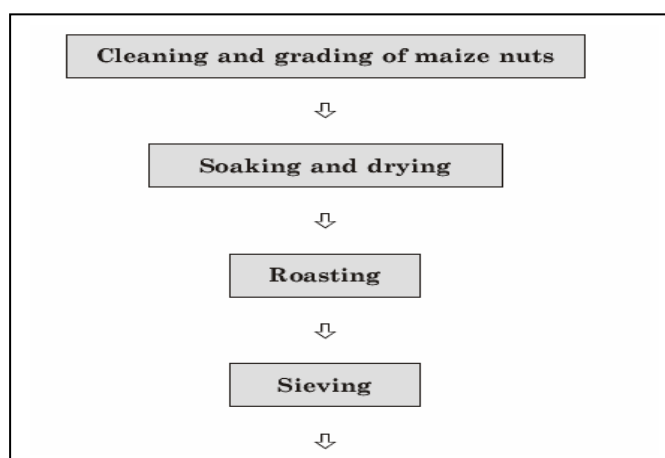 Cleaning and grading of maize nuts
Soaking and drying
Roasting
Sieving